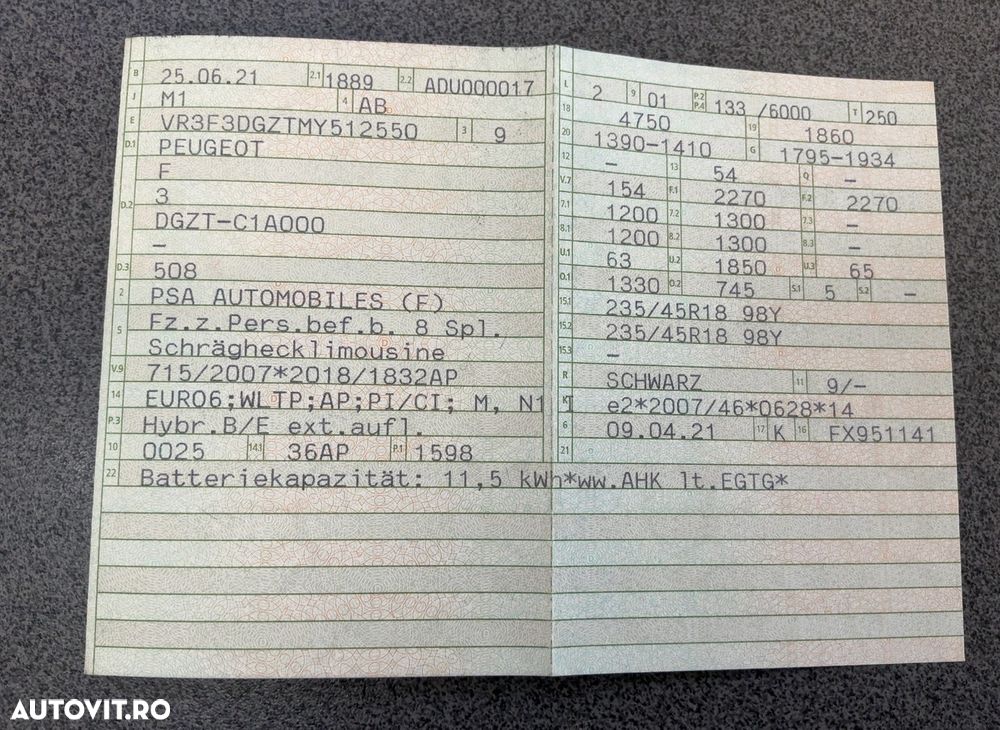 B 25.06.21 2.1 1889 2.2 ADU000017
J M1 4 AB
E VR3F3DGZTMY512550 3 9
D.1 PEUGEOT
F
D.2 3
DGZT-C1A000
–
D.3 508
2 PSA AUTOMOBILES (F)
5 Fz.z.Pers.bef.b. 8 Spl.
Schräghecklimousine
V.9 715/2007*2018/1832AP
14 EURO6;WLTP;AP;PI/CI; M, N1 I
P.3 Hybr.B/E ext.aufl.
10 0025 14.1 36AP P.1 1598
22 Batteriekapazität: 11,5 kWh*ww.AHK lt.EGTG*
L 2 9 01 P.2 P.4 133 /6000 T 250
18 4750 19 1860
20 1390-1410 G 1795-1934
12 – 13 54 Q –
V.7 154 F.1 2270 F.2 2270
7.1 1200 7.2 1300 7.3 –
8.1 1200 8.2 1300 8.3 –
U.1 63 U.2 1850 U.3 65
O.1 1330 O.2 745 S.1 5 S.2 –
15.1 235/45R18 98Y
15.2 235/45R18 98Y
15.3 –
R SCHWARZ 11 9/–
K e2*2007/46*0628*14
6 09.04.21 17 K 16 FX951141
21
AUTOVIT.RO